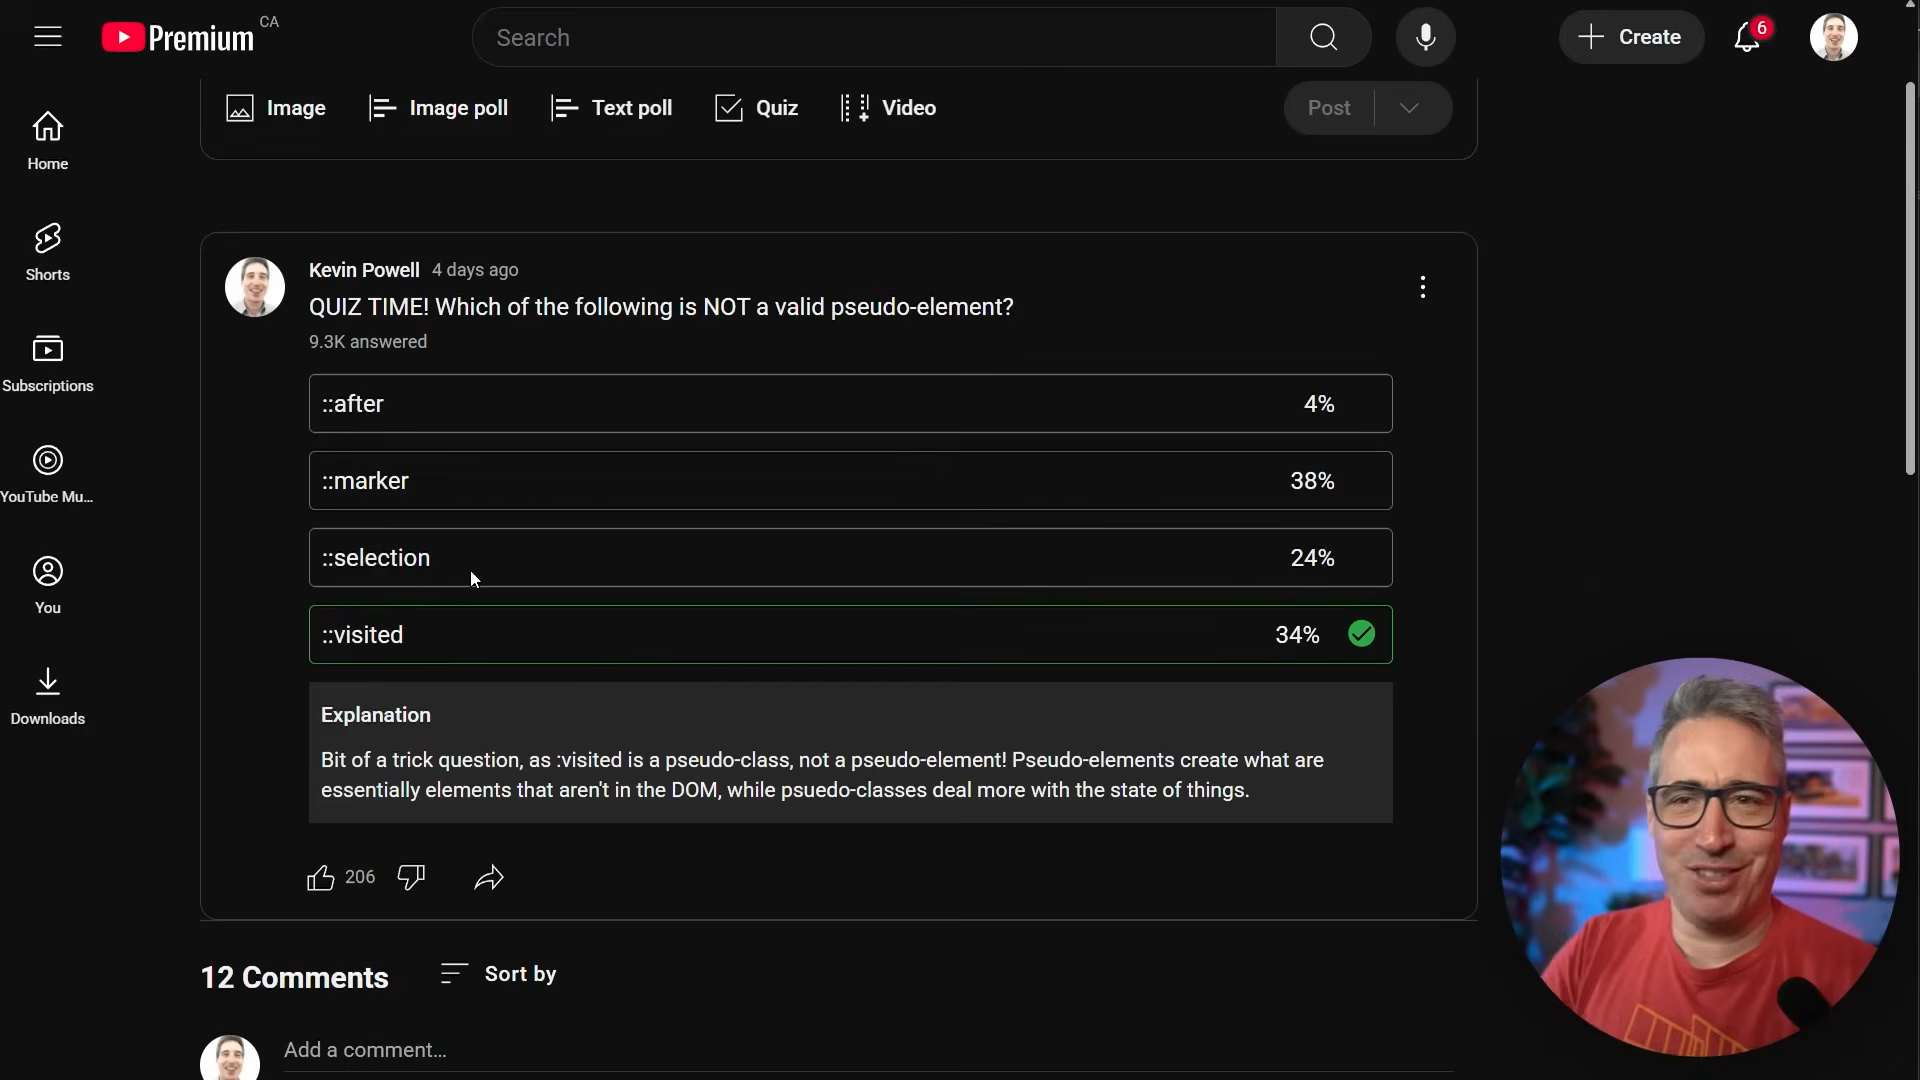 Premium CA
Search
Create
6
Image
Image poll
Text poll
Quiz
Video
Post
Home
Shorts
Subscriptions
YouTube Mu...
You
Downloads
Kevin Powell 4 days ago
QUIZ TIME! Which of the following is NOT a valid pseudo-element?
9.3K answered
::after 4%
::marker 38%
::selection 24%
::visited 34%
Explanation
Bit of a trick question, as :visited is a pseudo-class, not a pseudo-element! Pseudo-elements create what are
essentially elements that aren't in the DOM, while psuedo-classes deal more with the state of things.
206
12 Comments
Sort by
Add a comment...